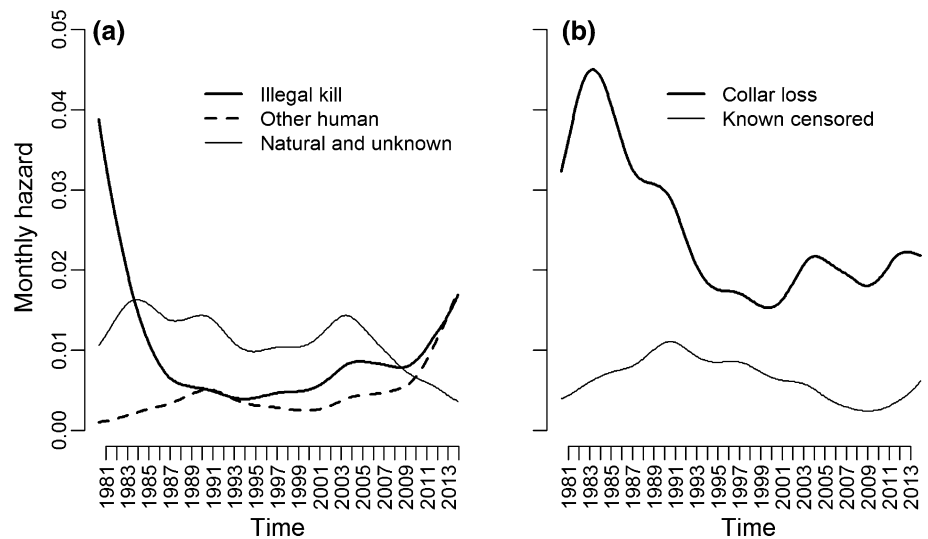 (a)
Monthly hazard
0.05
0.04
0.03
0.02
0.01
0.00
Illegal kill
Other human
Natural and unknown
1981 1983 1985 1987 1989 1991 1993 1995 1997 1999 2001 2003 2005 2007 2009 2011 2013
Time
(b)
Collar loss
Known censored
1981 1983 1985 1987 1989 1991 1993 1995 1997 1999 2001 2003 2005 2007 2009 2011 2013
Time